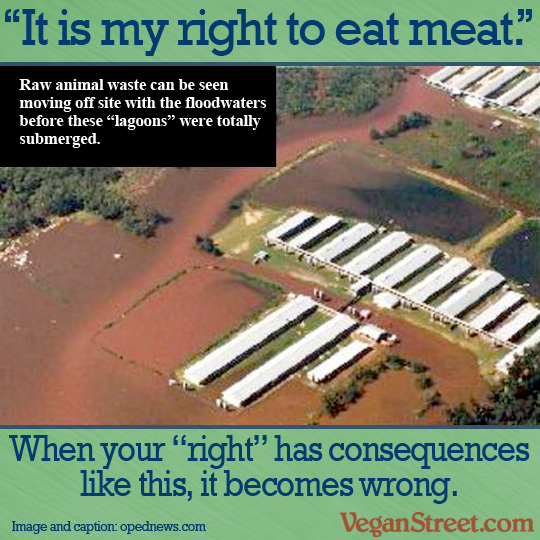 “It is my right to eat meat.”
Raw animal waste can be seen
moving off site with the floodwaters
before these “lagoons” were totally
submerged.
When your “right” has consequences
like this, it becomes wrong.
Image and caption: opednews.com
VeganStreet.com